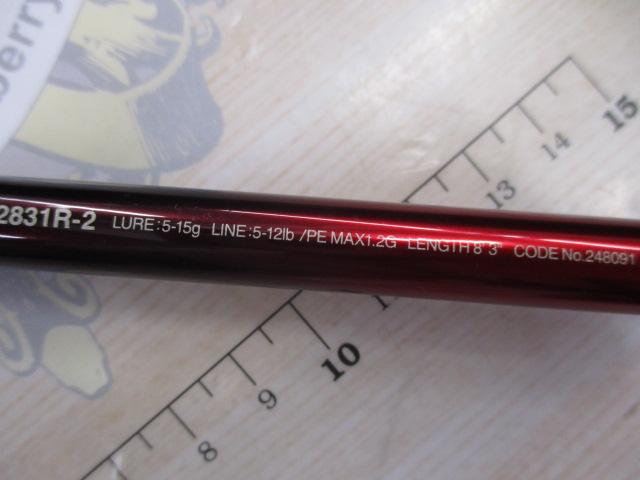 berry
2831R-2 LURE:5-15g LINE:5-12lb /PE MAX1.2G LENGTH 8'3" CODE No.248091
13 14 15
8 9 10